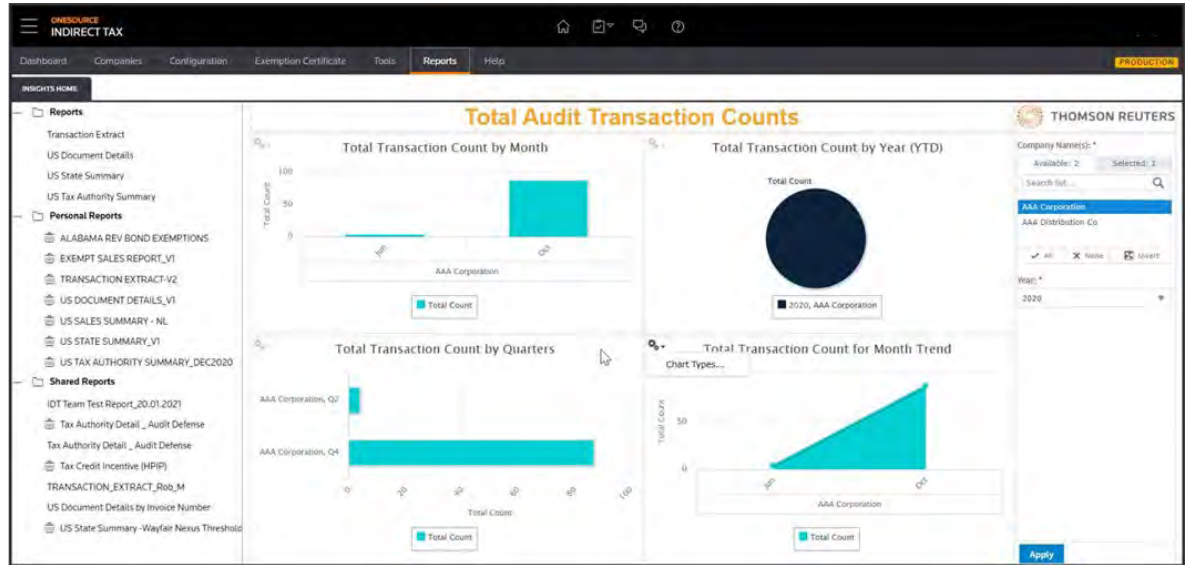 ONESOURCE
INDIRECT TAX
Dashboard Companies Configuration Exemption Certificate Tools Reports Help
PRODUCTION
INSIGHTS HOME
Reports
Transaction Extract
US Document Details
US State Summary
US Tax Authority Summary
Personal Reports
ALABAMA REV BOND EXEMPTIONS
EXEMPT SALES REPORT_V1
TRANSACTION EXTRACT-V2
US DOCUMENT DETAILS_V1
US SALES SUMMARY - NL
US STATE SUMMARY_V1
US TAX AUTHORITY SUMMARY_DEC2020
Shared Reports
IDT Team Test Report_20.01.2021
Tax Authority Detail _ Audit Defense
Tax Authority Detail _ Audit Defense
Tax Credit Incentive (HPIP)
TRANSACTION_EXTRACT_Rob_M
US Document Details by Invoice Number
US State Summary -Wayfair Nexus Threshold
Total Audit Transaction Counts
Total Transaction Count by Month
Total Count
100
50
0
Jun
Oct
AAA Corporation
Total Count
Total Transaction Count by Year (YTD)
Total Count
2020, AAA Corporation
Total Transaction Count by Quarters
AAA Corporation, Q2
AAA Corporation, Q4
0 20 40 60 80 100
Total Count
Total Count
Total Transaction Count for Month Trend
Chart Types...
Total Count
50
0
Jun
Oct
AAA Corporation
Total Count
THOMSON REUTERS
Company Name(s): *
Available: 2 Selected: 1
Search list...
AAA Corporation
AAA Distribution Co
All None Invert
Year: *
2020
Apply